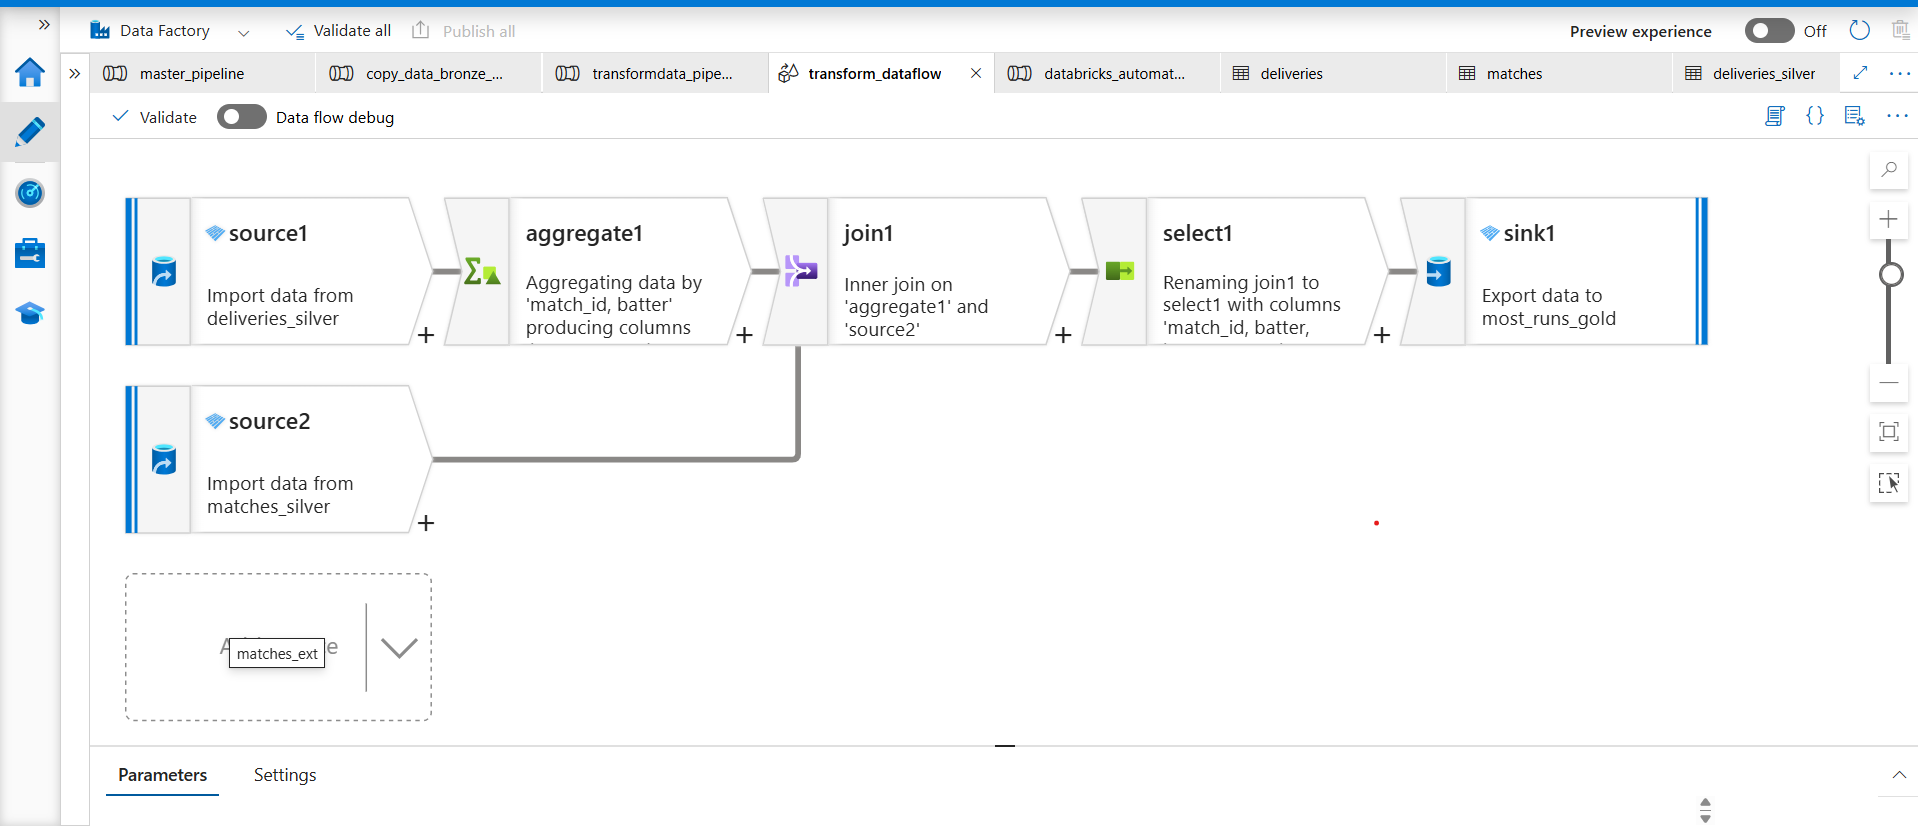 Data Factory
Validate all
Publish all
Preview experience
Off
master_pipeline
copy_data_bronze_...
transformdata_pipe...
transform_dataflow
databricks_automat...
deliveries
matches
deliveries_silver
Validate
Data flow debug
source1
Import data from
deliveries_silver
aggregate1
Aggregating data by
'match_id, batter'
producing columns
join1
Inner join on
'aggregate1' and
'source2'
select1
Renaming join1 to
select1 with columns
'match_id, batter,
sink1
Export data to
most_runs_gold
source2
Import data from
matches_silver
matches_ext
Parameters
Settings